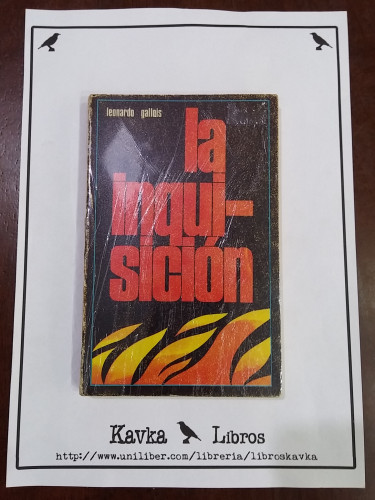 leonardo gallois
la
inqui-
sición
Kavka Libros
http://www.uniliber.com/libreria/libroskavka